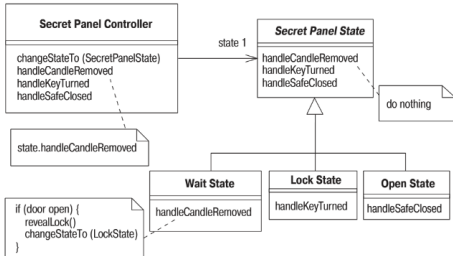 Secret Panel Controller
changeStateTo (SecretPanelState)
handleCandleRemoved
handleKeyTurned
handleSafeClosed
state 1
Secret Panel State
handleCandleRemoved
handleKeyTurned
handleSafeClosed
do nothing
state.handleCandleRemoved
Wait State
handleCandleRemoved
Lock State
handleKeyTurned
Open State
handleSafeClosed
if (door open) {
revealLock()
changeStateTo (LockState)
}